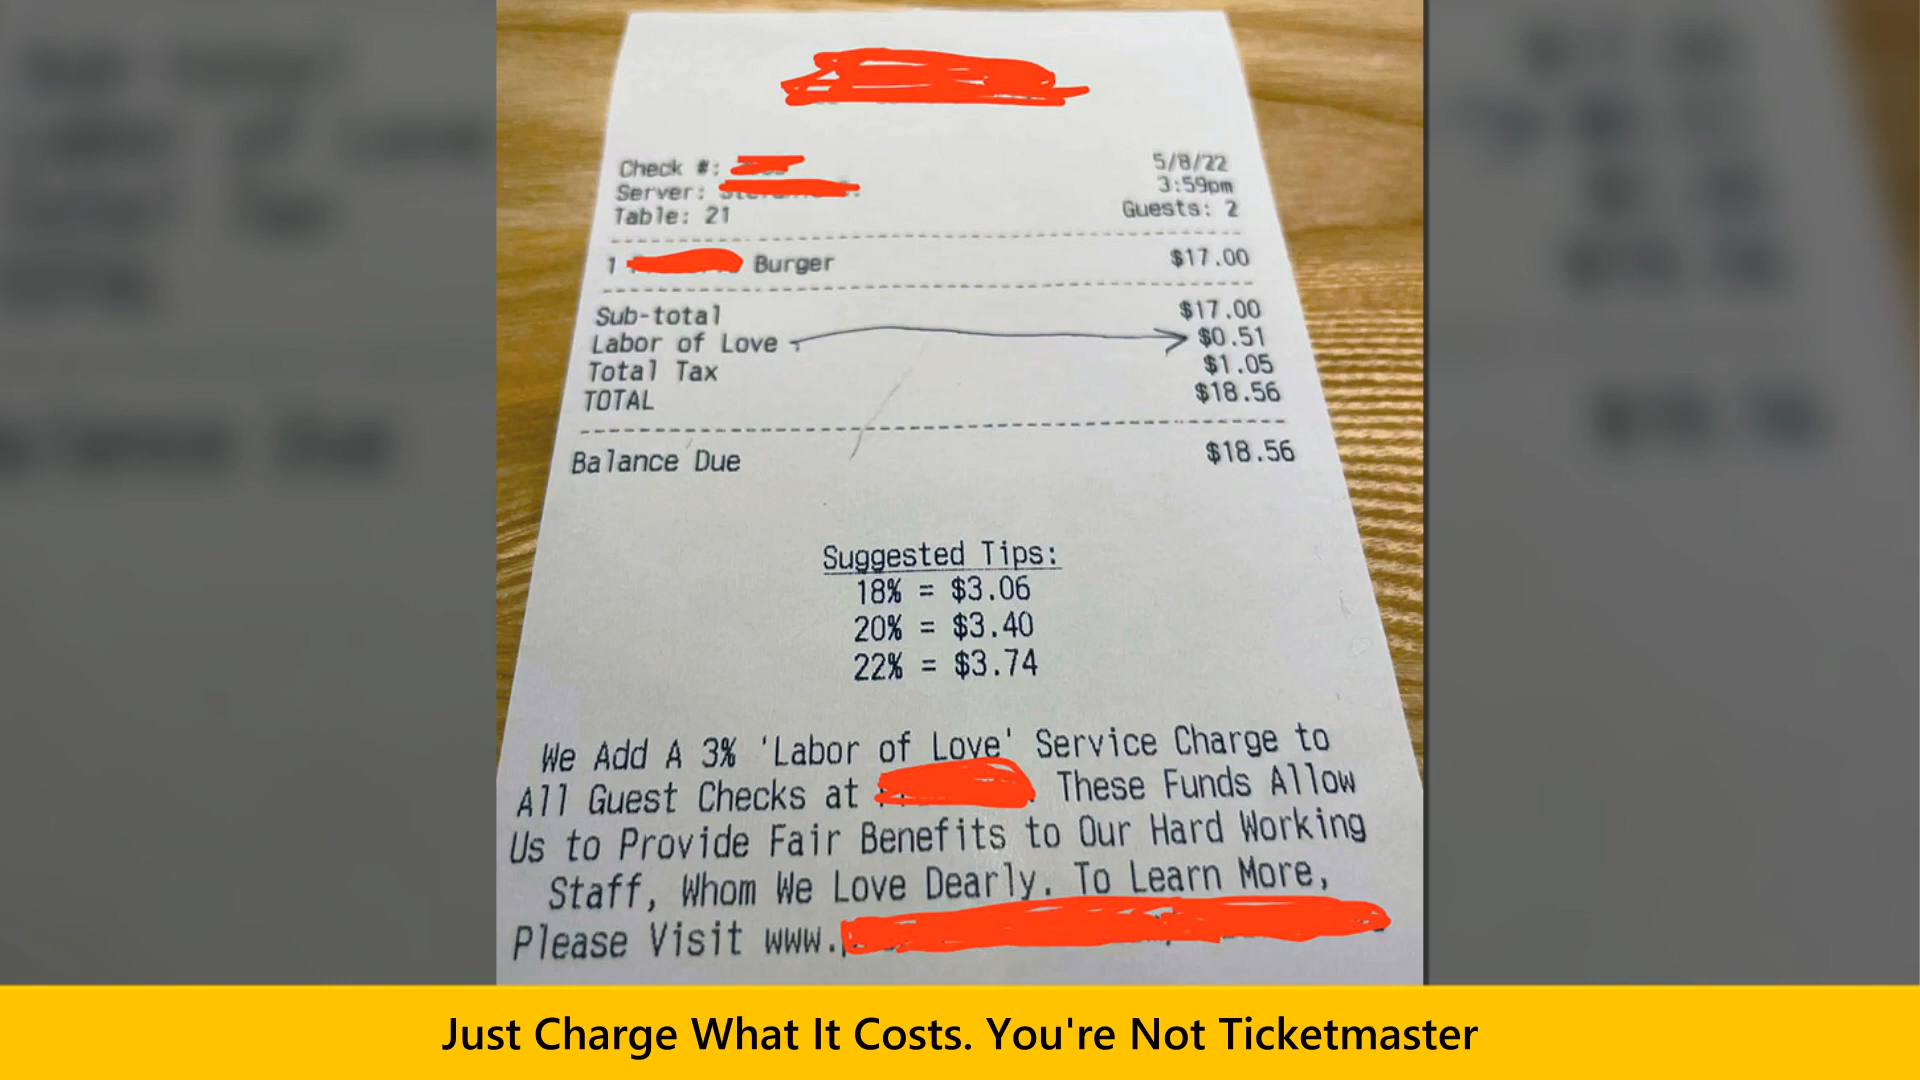 Check #:
5/8/22
Server:
3:59pm
Table: 21
Guests: 2
1 Burger $17.00
Sub-total $17.00
Labor of Love $0.51
Total Tax $1.05
TOTAL $18.56
Balance Due $18.56
Suggested Tips:
18% = $3.06
20% = $3.40
22% = $3.74
We Add A 3% 'Labor of Love' Service Charge to
All Guest Checks at These Funds Allow
Us to Provide Fair Benefits to Our Hard Working
Staff, Whom We Love Dearly. To Learn More,
Please Visit www.
Just Charge What It Costs. You're Not Ticketmaster